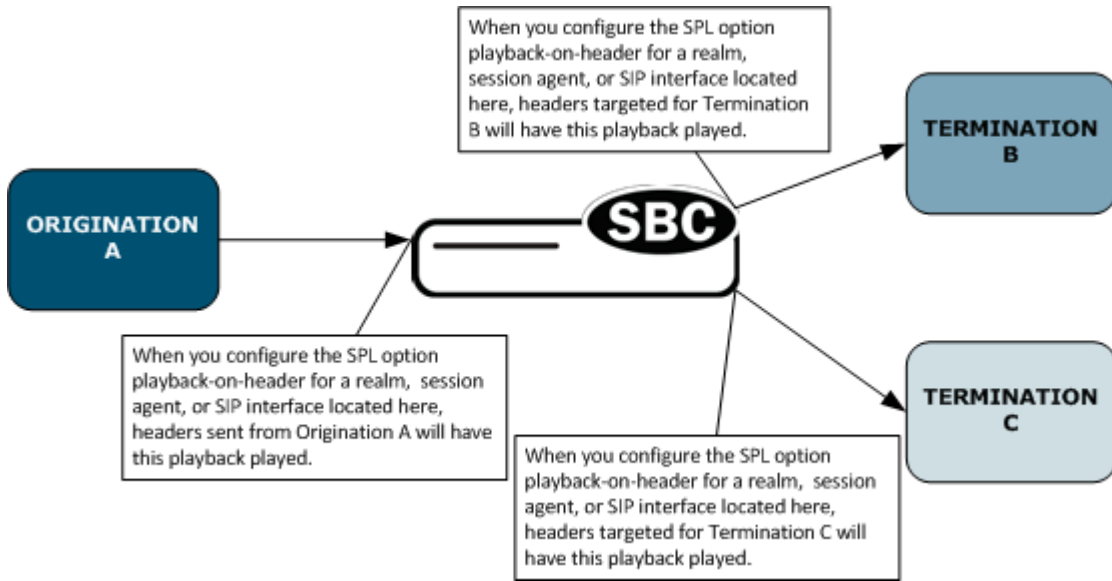 When you configure the SPL option
playback-on-header for a realm,
session agent, or SIP interface located
here, headers targeted for Termination
B will have this playback played.
TERMINATION
B
ORIGINATION
A
SBC
When you configure the SPL option
playback-on-header for a realm, session
agent, or SIP interface located here,
headers sent from Origination A will have
this playback played.
TERMINATION
C
When you configure the SPL option
playback-on-header for a realm, session
agent, or SIP interface located here,
headers targeted for Termination C will
have this playback played.